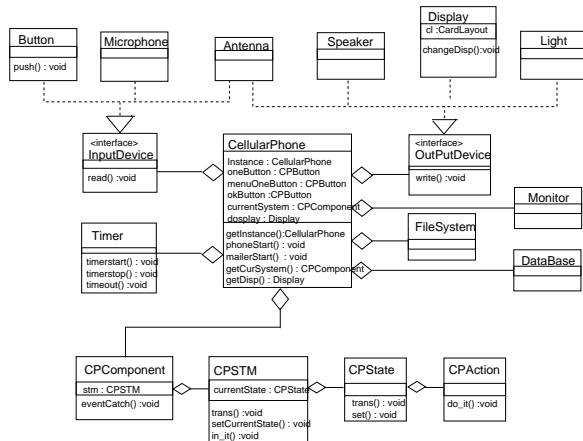 Button
push() : void
Microphone
Antenna
Speaker
Display
cl :CardLayout
changeDisp():void
Light
<interface>
InputDevice
read() :void
CellularPhone
Instance : CellularPhone
oneButton : CPButton
menuOneButton : CPButton
okButton :CPButton
currentSystem : CPComponent
dosplay : Display
getInstance():CellularPhone
phoneStart() : void
mailerStart() : void
getCurSystem() : CPComponent
getDisp() : Display
<interface>
OutPutDevice
write() :void
Monitor
Timer
timerstart() : void
timerstop() : void
timeout() : void
FileSystem
DataBase
CPComponent
stm : CPSTM
eventCatch() :void
CPSTM
currentState : CPState
trans() : void
setCurrentState() : void
in_it() : void
CPState
trans() : void
set() : void
CPAction
do_it() : void